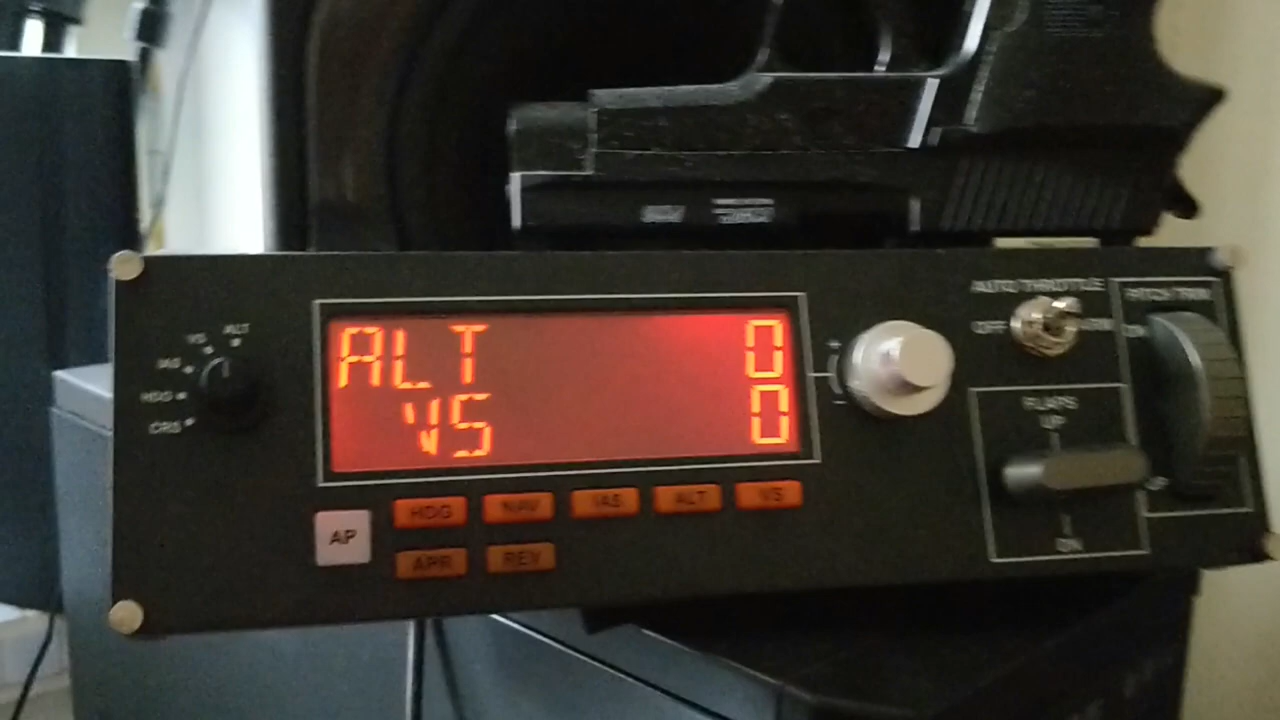 AUTO THROTTLE
OFF
PITCH TRIM
ALT
VS
IAS
HDG
CRS
ALT 0
VS 0
FLAPS
UP
DN
AP
HDG NAV IAS ALT VS
APR REV